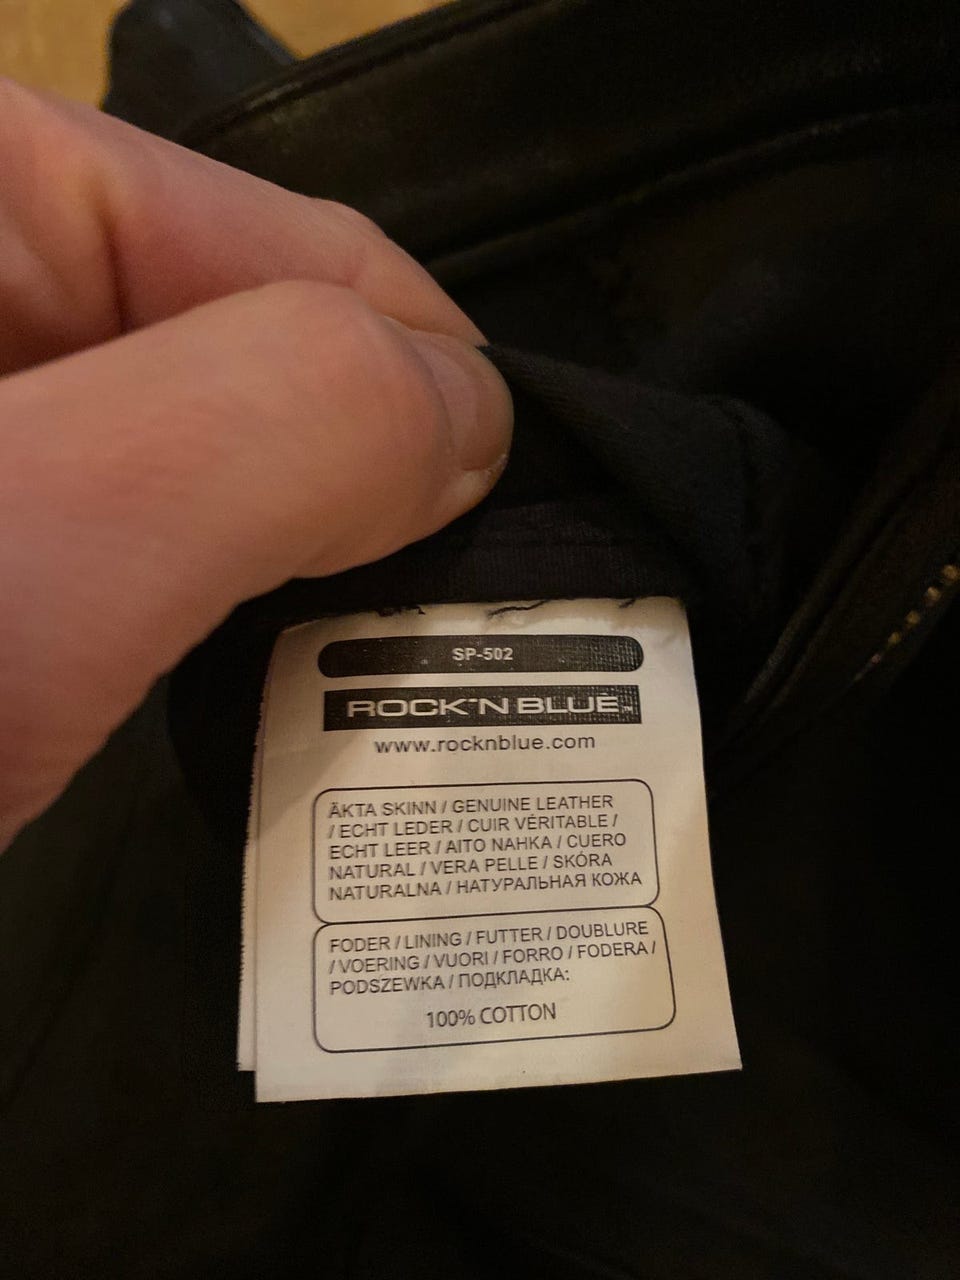 SP-502
ROCK'N BLUE™
www.rocknblue.com
ÄKTA SKINN / GENUINE LEATHER
/ ECHT LEDER / CUIR VÉRITABLE /
ECHT LEER / AITO NAHKA / CUERO
NATURAL / VERA PELLE / SKÓRA
NATURALNA / НАТУРАЛЬНАЯ КОЖА
FODER / LINING / FUTTER / DOUBLURE
/ VOERING / VUORI / FORRO / FODERA /
PODSZEWKA / ПОДКЛАДКА:
100% COTTON